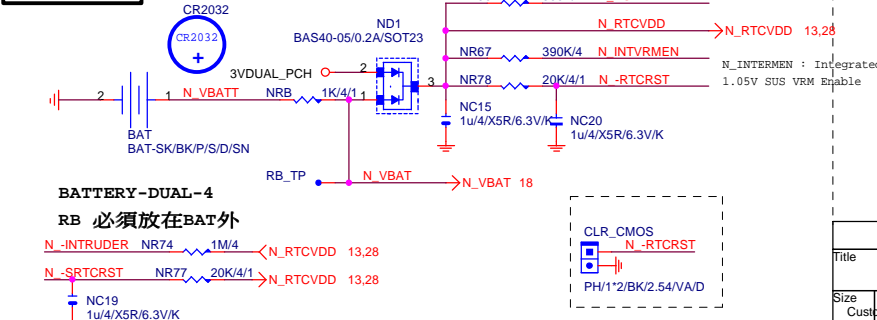 CR2032
CR2032
+
ND1
BAS40-05/0.2A/SOT23
N_RTCVDD
N_RTCVDD 13,28
NR67 390K/4 N_INTVRMEN
N_INTERMEN : Integrated
1.05V SUS VRM Enable
3VDUAL_PCH 2
3
NR78 20K/4/1 N_-RTCRST
2 1 N_VBATT NRB 1K/4/1 1
NC15
1u/4/X5R/6.3V/K
NC20
1u/4/X5R/6.3V/K
BAT
BAT-SK/BK/P/S/D/SN
RB_TP N_VBAT N_VBAT 18
BATTERY-DUAL-4
RB 必須放在BAT外
N_-INTRUDER NR74 1M/4 N_RTCVDD 13,28
N_-SRTCRST NR77 20K/4/1 N_RTCVDD 13,28
NC19
1u/4/X5R/6.3V/K
CLR_CMOS
N_-RTCRST
PH/1*2/BK/2.54/VA/D
Title
Size